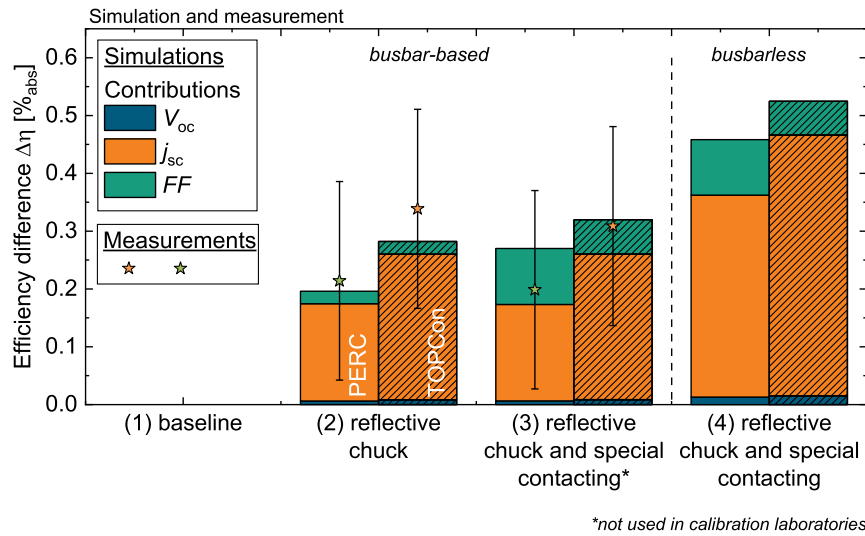 Simulation and measurement
Efficiency difference Δη [%abs]
0.6
0.5
0.4
0.3
0.2
0.1
0.0
Simulations
Contributions
Voc
jsc
FF
Measurements
busbar-based
busbarless
PERC
TOPCon
(1) baseline
(2) reflective
chuck
(3) reflective
chuck and special
contacting*
(4) reflective
chuck and special
contacting
*not used in calibration laboratories